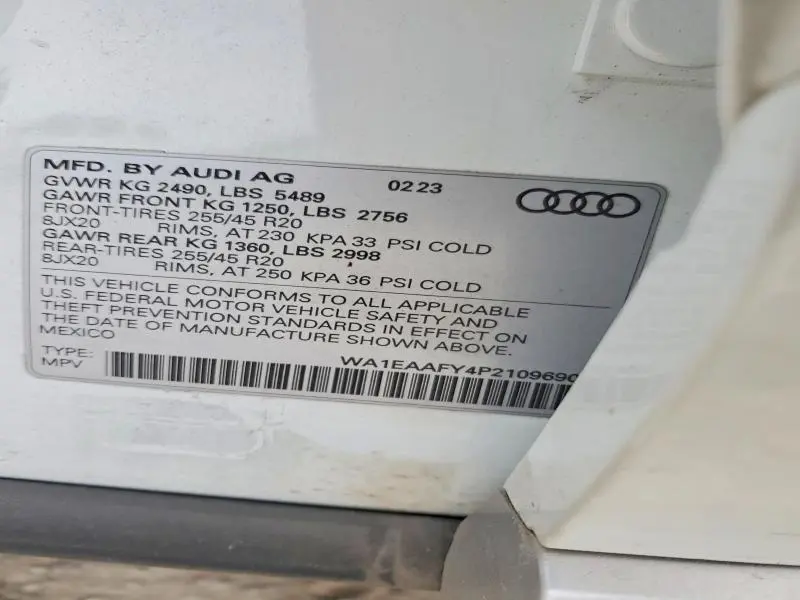 MFD. BY AUDI AG 02 23
GVWR KG 2490, LBS 5489
GAWR FRONT KG 1250, LBS 2756
FRONT-TIRES 255/45 R20
8JX20 RIMS, AT 230 KPA 33 PSI COLD
GAWR REAR KG 1360, LBS 2998
REAR-TIRES 255/45 R20
8JX20 RIMS, AT 250 KPA 36 PSI COLD
THIS VEHICLE CONFORMS TO ALL APPLICABLE
U.S. FEDERAL MOTOR VEHICLE SAFETY AND
THEFT PREVENTION STANDARDS IN EFFECT ON
THE DATE OF MANUFACTURE SHOWN ABOVE.
MEXICO
WA1EAAFY4P2109690
TYPE:
MPV